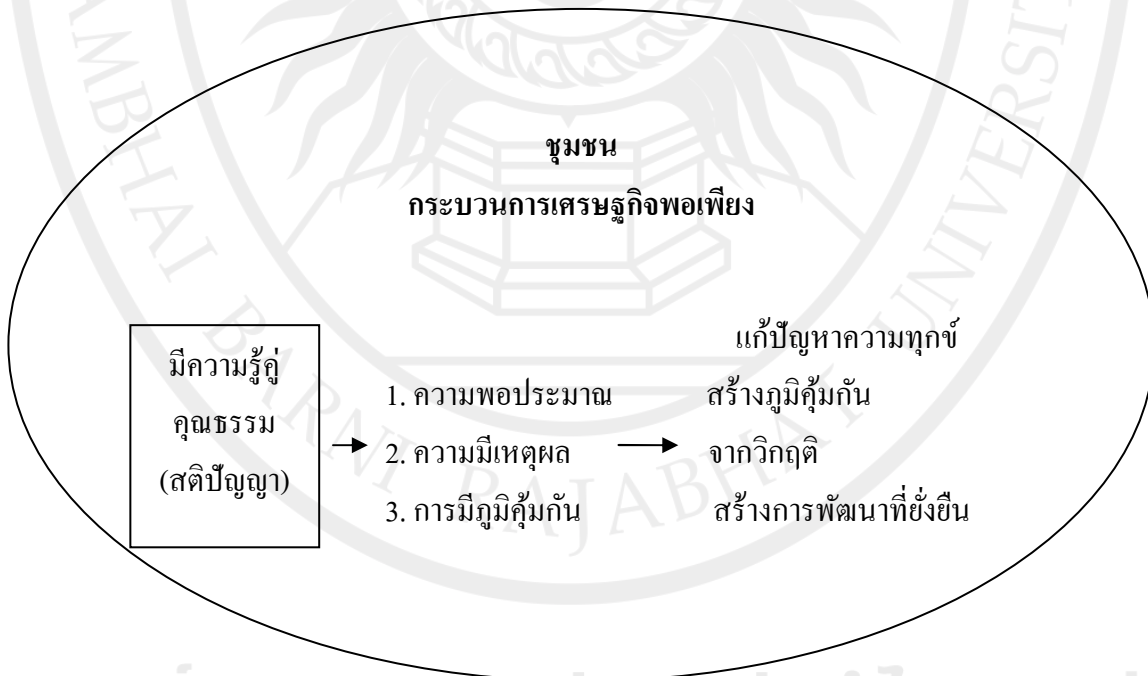 ชุมชน
กระบวนการเศรษฐกิจพอเพียง
มีความรู้คู่
คุณธรรม
(สติปัญญา)
1. ความพอประมาณ
2. ความมีเหตุผล
3. การมีภูมิคุ้มกัน
แก้ปัญหาความทุกข์
สร้างภูมิคุ้มกัน
จากวิกฤติ
สร้างการพัฒนาที่ยั่งยืน
AMBHAI BARNI RAJABHAT UNIVERSIT